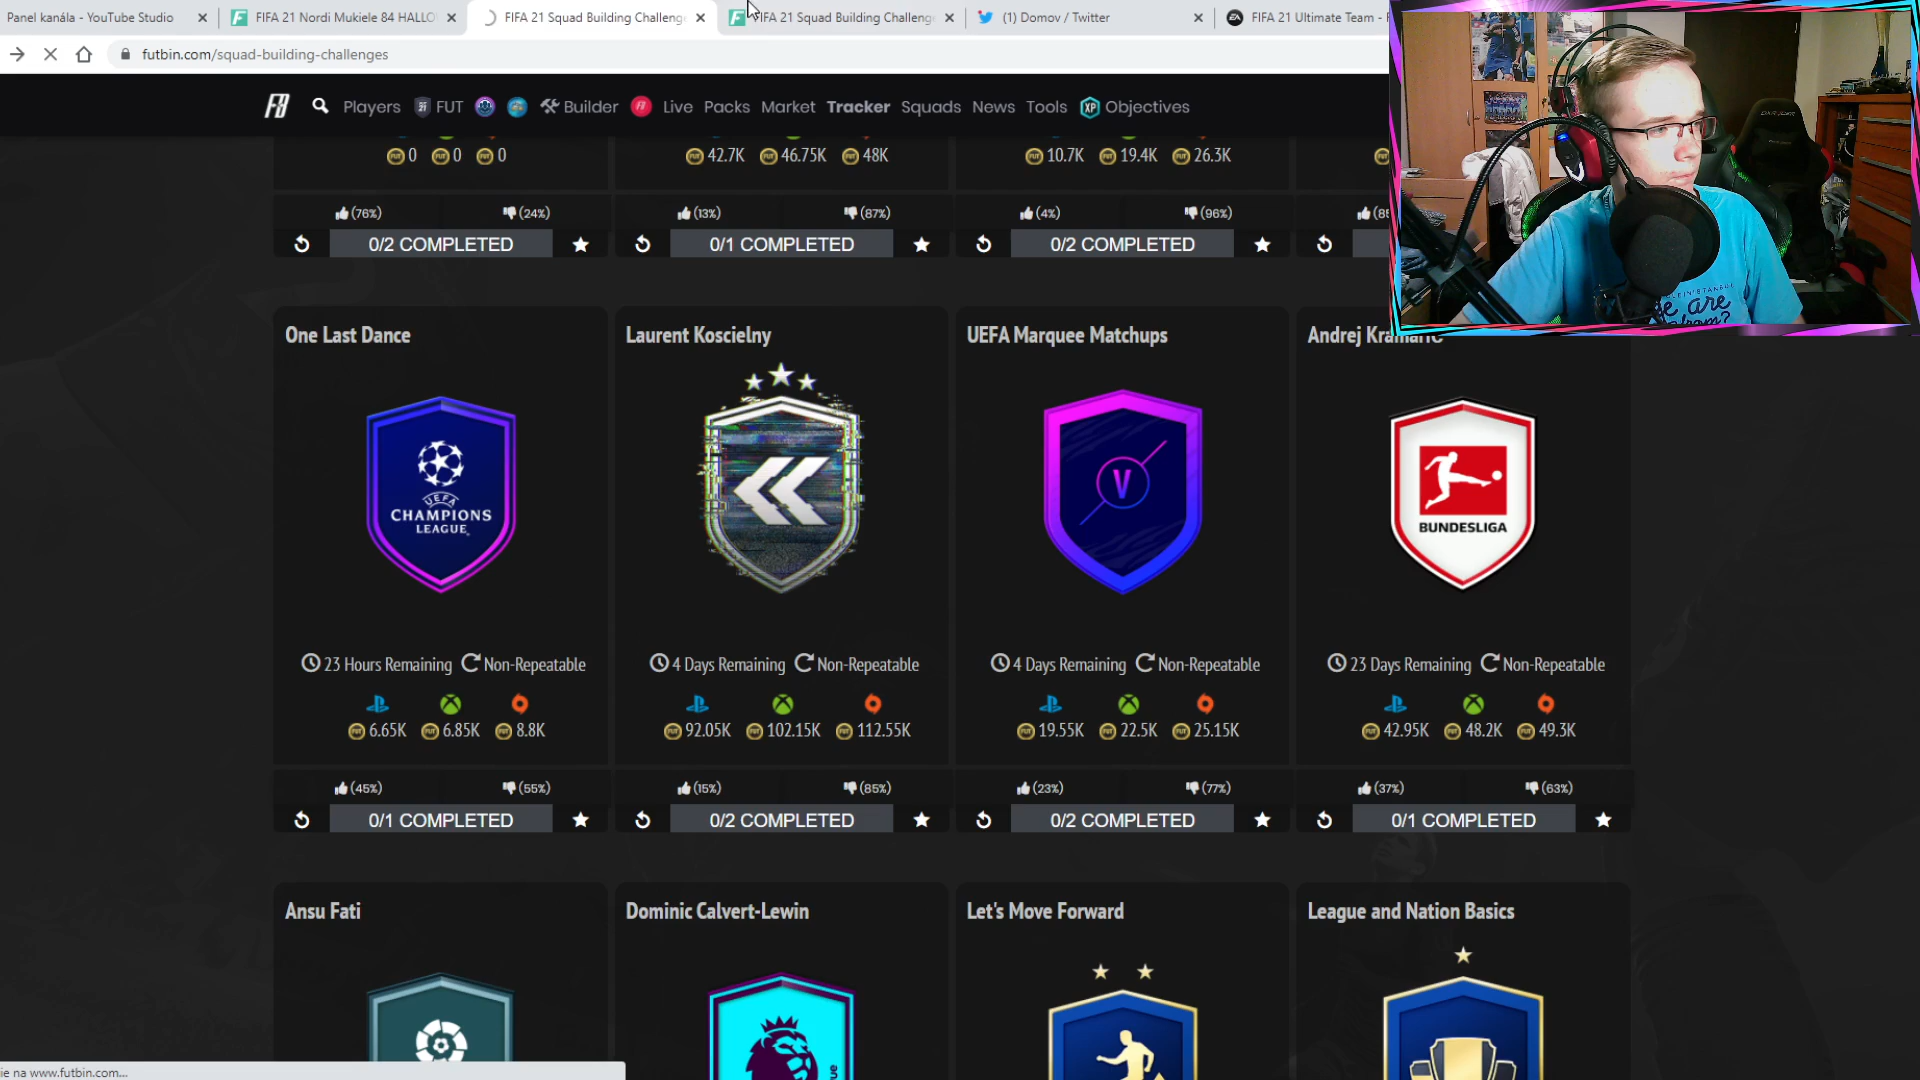 Panel kanála - YouTube Studio
FIFA 21 Nordi Mukiele 84 HALLO
FIFA 21 Squad Building Challeng
FIFA 21 Squad Building Challeng
(1) Domov / Twitter
FIFA 21 Ultimate Team -
futbin.com/squad-building-challenges
Players
FUT
Builder
Live
Packs
Market
Tracker
Squads
News
Tools
XP Objectives
0 0 0
42.7K 46.75K 48K
10.7K 19.4K 26.3K
(76%) (24%)
(13%) (87%)
(4%) (96%)
0/2 COMPLETED
0/1 COMPLETED
0/2 COMPLETED
One Last Dance
Laurent Koscielny
UEFA Marquee Matchups
Andrej
UEFA
CHAMPIONS
LEAGUE
V
BUNDESLIGA
23 Hours Remaining Non-Repeatable
4 Days Remaining Non-Repeatable
4 Days Remaining Non-Repeatable
23 Days Remaining Non-Repeatable
6.65K 6.85K 8.8K
92.05K 102.15K 112.55K
19.55K 22.5K 25.15K
42.95K 48.2K 49.3K
(45%) (55%)
(15%) (85%)
(23%) (77%)
(37%) (63%)
0/1 COMPLETED
0/2 COMPLETED
0/2 COMPLETED
0/1 COMPLETED
Ansu Fati
Dominic Calvert-Lewin
Let's Move Forward
League and Nation Basics
ie na www.futbin.com...